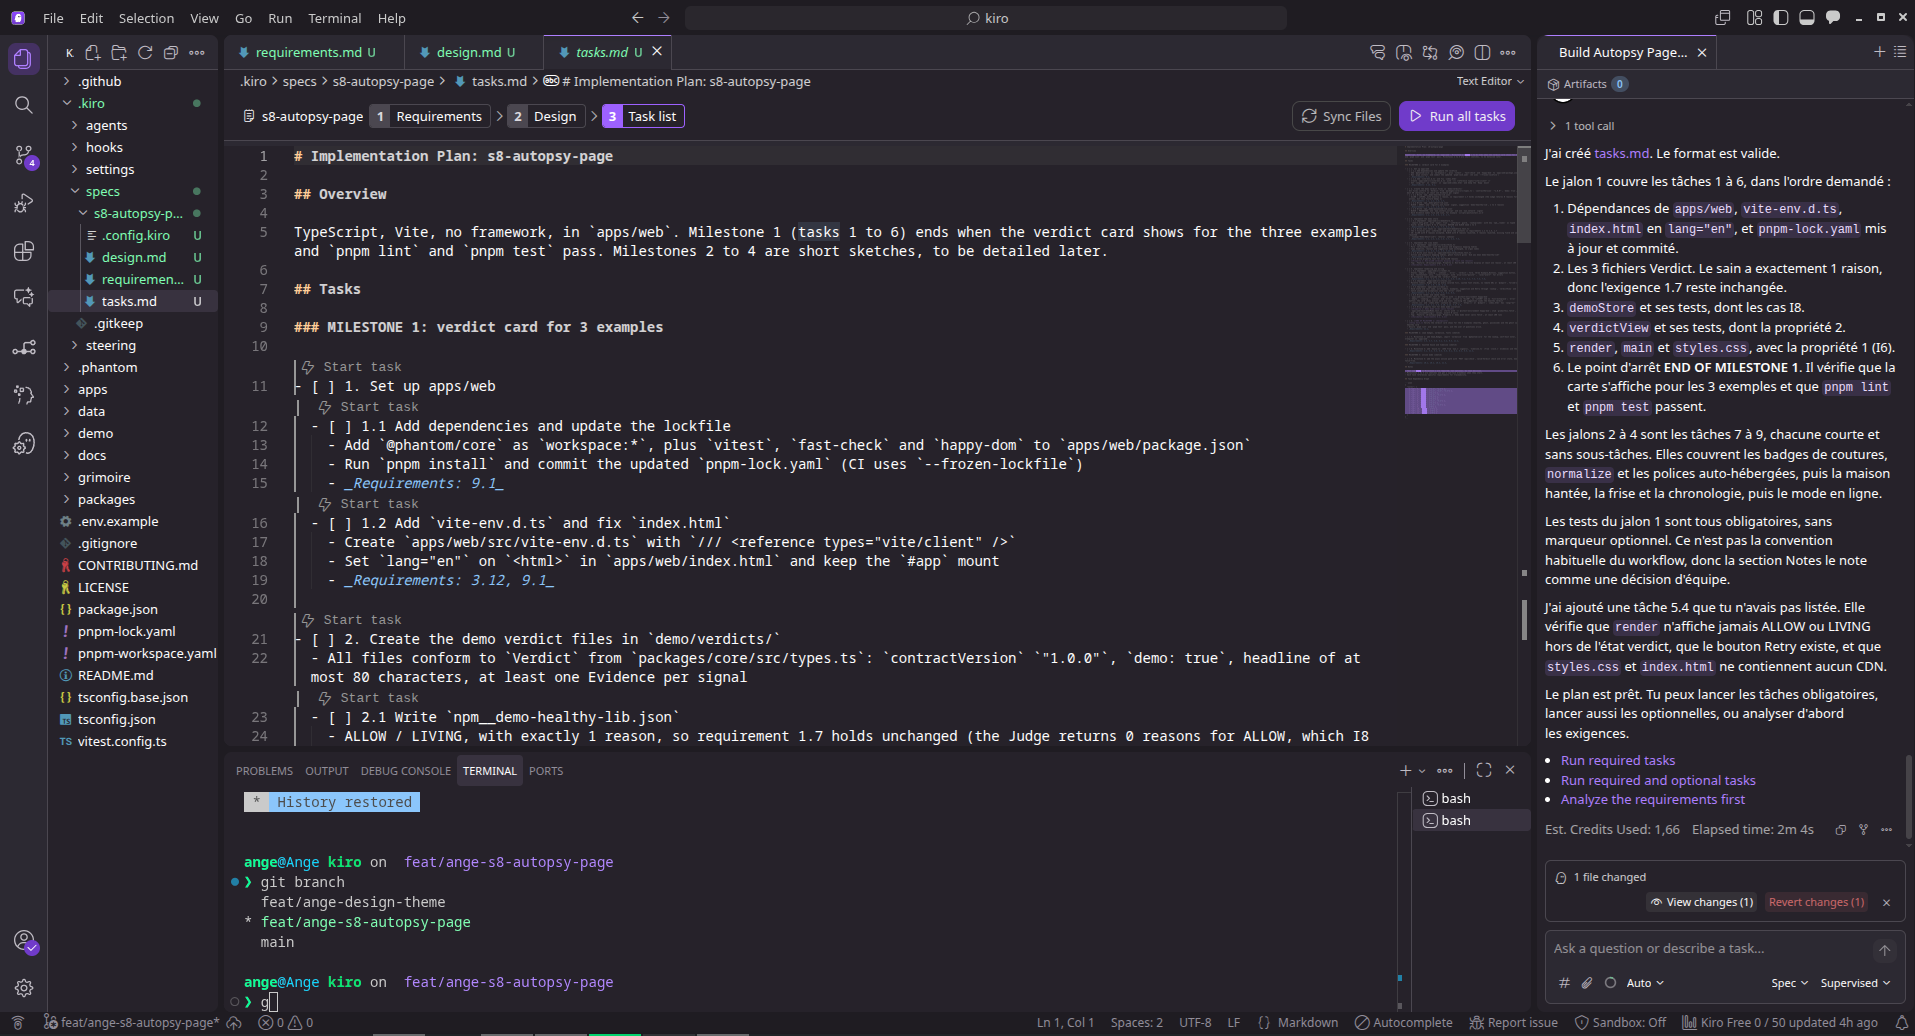 File Edit Selection View Go Run Terminal Help
kiro
K
.github
.kiro
agents
hooks
settings
specs
s8-autopsy-p...
.config.kiro U
design.md U
requiremen... U
tasks.md U
.gitkeep
steering
.phantom
apps
data
demo
docs
grimoire
packages
.env.example
.gitignore
CONTRIBUTING.md
LICENSE
package.json
pnpm-lock.yaml
pnpm-workspace.yaml
README.md
tsconfig.base.json
tsconfig.json
TS vitest.config.ts
4
requirements.md U design.md U tasks.md U
.kiro > specs > s8-autopsy-page > tasks.md > abc # Implementation Plan: s8-autopsy-page
Text Editor
s8-autopsy-page 1 Requirements > 2 Design > 3 Task list
Sync Files Run all tasks
1 # Implementation Plan: s8-autopsy-page
2
3 ## Overview
4
5 TypeScript, Vite, no framework, in `apps/web`. Milestone 1 (tasks 1 to 6) ends when the verdict card shows for the three examples
and `pnpm lint` and `pnpm test` pass. Milestones 2 to 4 are short sketches, to be detailed later.
6
7 ## Tasks
8
9 ### MILESTONE 1: verdict card for 3 examples
10
Start task
11 - [ ] 1. Set up apps/web
Start task
12 - [ ] 1.1 Add dependencies and update the lockfile
13 - Add `@phantom/core` as `workspace:*`, plus `vitest`, `fast-check` and `happy-dom` to `apps/web/package.json`
14 - Run `pnpm install` and commit the updated `pnpm-lock.yaml` (CI uses `--frozen-lockfile`)
15 - _Requirements: 9.1_
Start task
16 - [ ] 1.2 Add `vite-env.d.ts` and fix `index.html`
17 - Create `apps/web/src/vite-env.d.ts` with `/// <reference types="vite/client" />`
18 - Set `lang="en"` on `<html>` in `apps/web/index.html` and keep the `#app` mount
19 - _Requirements: 3.12, 9.1_
20
Start task
21 - [ ] 2. Create the demo verdict files in `demo/verdicts/`
22 - All files conform to `Verdict` from `packages/core/src/types.ts`: `contractVersion` `"1.0.0"`, `demo: true`, headline of at
most 80 characters, at least one Evidence per signal
Start task
23 - [ ] 2.1 Write `npm__demo-healthy-lib.json`
24 - ALLOW / LIVING, with exactly 1 reason, so requirement 1.7 holds unchanged (the Judge returns 0 reasons for ALLOW, which I8
PROBLEMS OUTPUT DEBUG CONSOLE TERMINAL PORTS
* History restored
ange@Ange kiro on feat/ange-s8-autopsy-page
❯ git branch
feat/ange-design-theme
* feat/ange-s8-autopsy-page
main
ange@Ange kiro on feat/ange-s8-autopsy-page
❯ g
bash
bash
Build Autopsy Page...
Artifacts 0
1 tool call
J'ai créé tasks.md. Le format est valide.
Le jalon 1 couvre les tâches 1 à 6, dans l'ordre demandé :
1. Dépendances de apps/web, vite-env.d.ts,
index.html en lang="en", et pnpm-lock.yaml mis
à jour et commité.
2. Les 3 fichiers Verdict. Le sain a exactement 1 raison,
donc l'exigence 1.7 reste inchangée.
3. demoStore et ses tests, dont les cas I8.
4. verdictView et ses tests, dont la propriété 2.
5. render, main et styles.css, avec la propriété 1 (I6).
6. Le point d'arrêt END OF MILESTONE 1. Il vérifie que la
carte s'affiche pour les 3 exemples et que pnpm lint
et pnpm test passent.
Les jalons 2 à 4 sont les tâches 7 à 9, chacune courte et
sans sous-tâches. Elles couvrent les badges de coutures,
normalize et les polices auto-hébergées, puis la maison
hantée, la frise et la chronologie, puis le mode en ligne.
Les tests du jalon 1 sont tous obligatoires, sans
marqueur optionnel. Ce n'est pas la convention
habituelle du workflow, donc la section Notes le note
comme une décision d'équipe.
J'ai ajouté une tâche 5.4 que tu n'avais pas listée. Elle
vérifie que render n'affiche jamais ALLOW ou LIVING
hors de l'état verdict, que le bouton Retry existe, et que
styles.css et index.html ne contiennent aucun CDN.
Le plan est prêt. Tu peux lancer les tâches obligatoires,
lancer aussi les optionnelles, ou analyser d'abord
les exigences.
Run required tasks
Run required and optional tasks
Analyze the requirements first
Est. Credits Used: 1,66 Elapsed time: 2m 4s
1 file changed
View changes (1) Revert changes (1)
Ask a question or describe a task...
# Auto Spec Supervised
feat/ange-s8-autopsy-page* 0 0
Ln 1, Col 1 Spaces: 2 UTF-8 LF {} Markdown Autocomplete Report issue Sandbox: Off Kiro Free 0 / 50 updated 4h ago